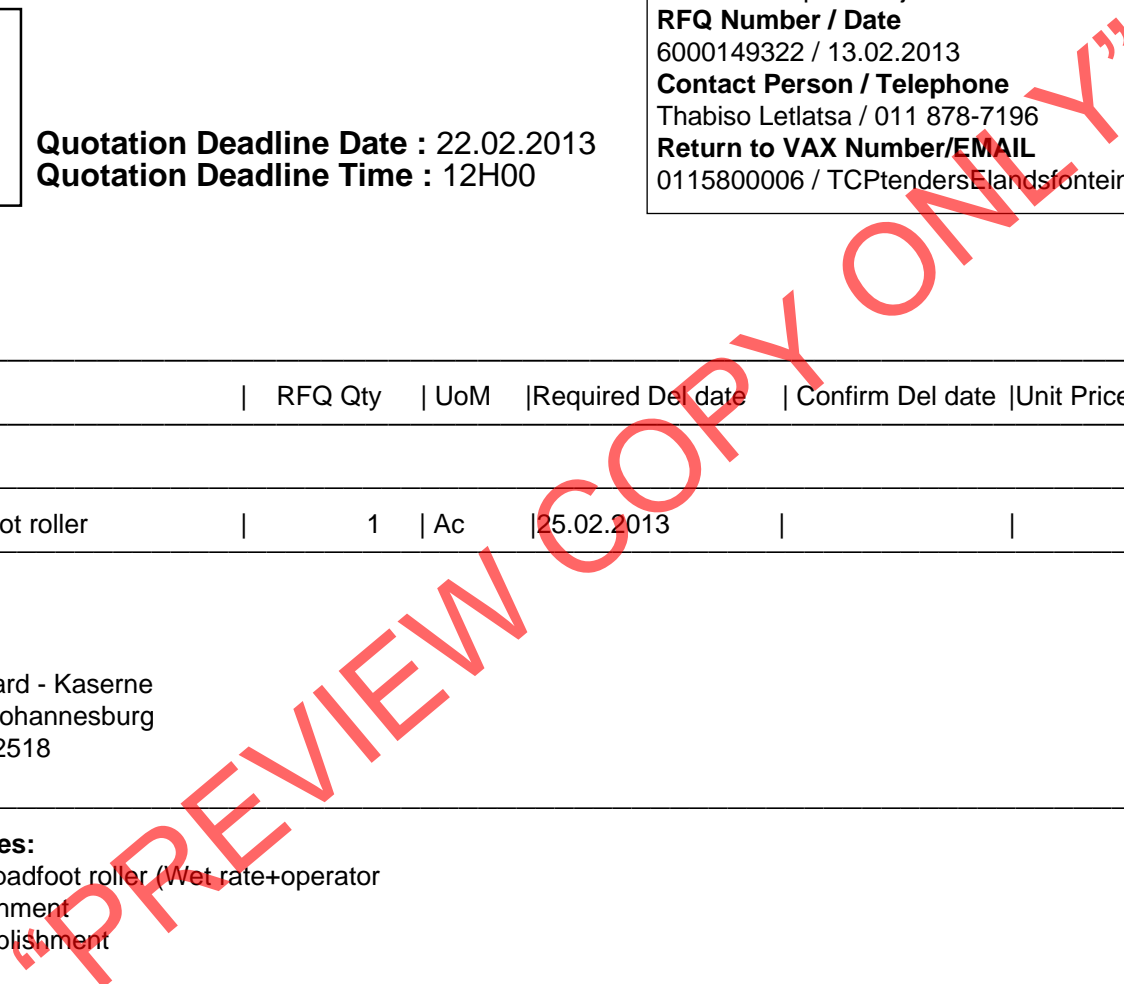 RFQ Number / Date
6000149322 / 13.02.2013
Contact Person / Telephone
Thabiso Letlatsa / 011 878-7196
Return to VAX Number/EMAIL
0115800006 / TCPtendersElandsfontein
Quotation Deadline Date : 22.02.2013
Quotation Deadline Time : 12H00
| RFQ Qty | UoM |Required Del date | Confirm Del date |Unit Price
ot roller | 1 | Ac |25.02.2013 | |
ard - Kaserne
ohannesburg
2518
es:
oadfoot roller (Wet rate+operator
hment
blishment
“PREVIEW COPY ONLY”